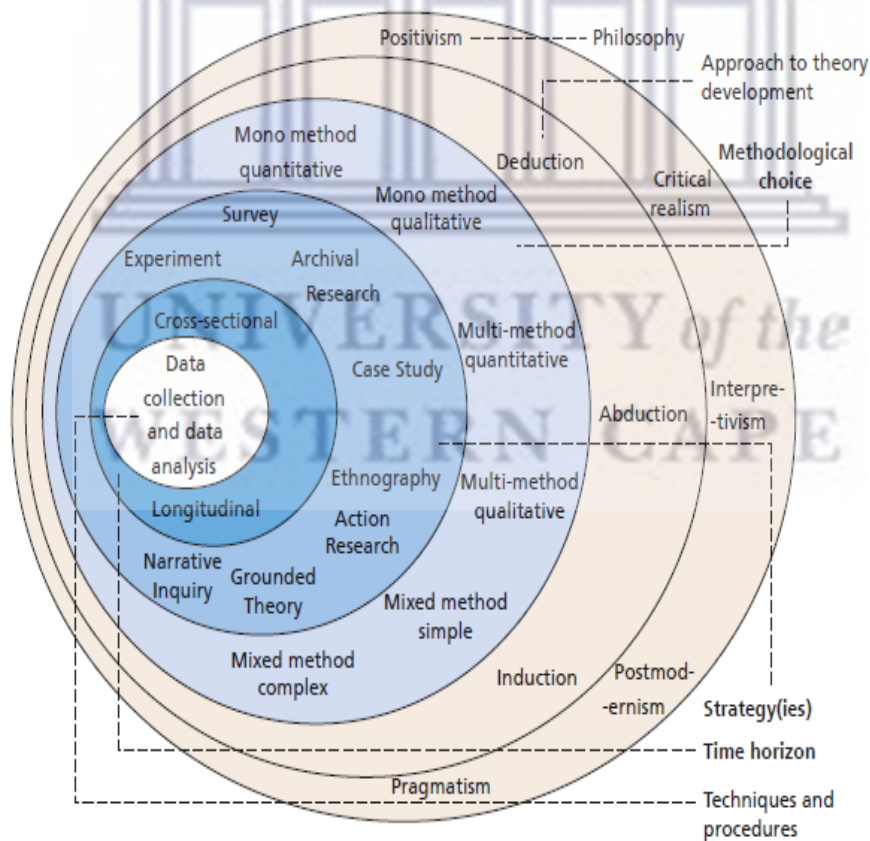 Positivism
Philosophy
Approach to theory
development
Mono method
quantitative
Deduction
Methodological
choice
Critical
realism
Mono method
qualitative
Survey
Experiment
Archival
Research
UNIVERSITY of the
Cross-sectional
Multi-method
quantitative
Data
collection
and data
analysis
Case Study
Interpre-
-tivism
Abduction
WESTERN CAPE
Ethnography
Multi-method
qualitative
Longitudinal
Action
Research
Narrative
Inquiry
Grounded
Theory
Mixed method
simple
Mixed method
complex
Induction
Postmod-
-ernism
Strategy(ies)
Time horizon
Pragmatism
Techniques and
procedures